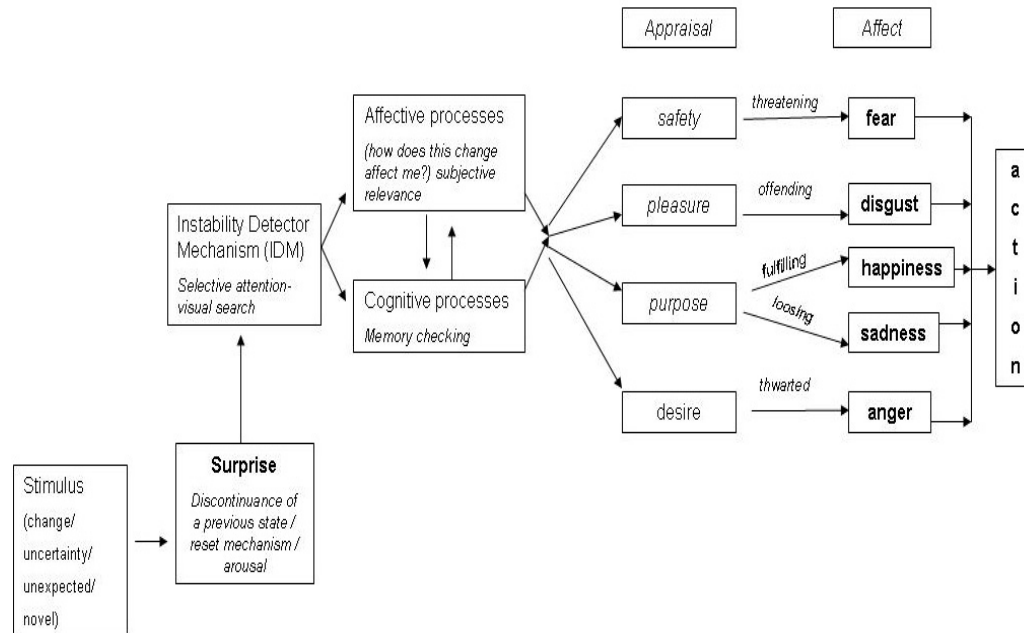 Appraisal
Affect
Affective processes
(how does this change
affect me?) subjective
relevance
safety
threatening
fear
pleasure
offending
disgust
Instability Detector
Mechanism (IDM)
Selective attention-
visual search
purpose
fulfilling
happiness
loosing
sadness
Cognitive processes
Memory checking
desire
thwarted
anger
action
Surprise
Discontinuance of
a previous state /
reset mechanism /
arousal
Stimulus
(change/
uncertainty/
unexpected/
novel)